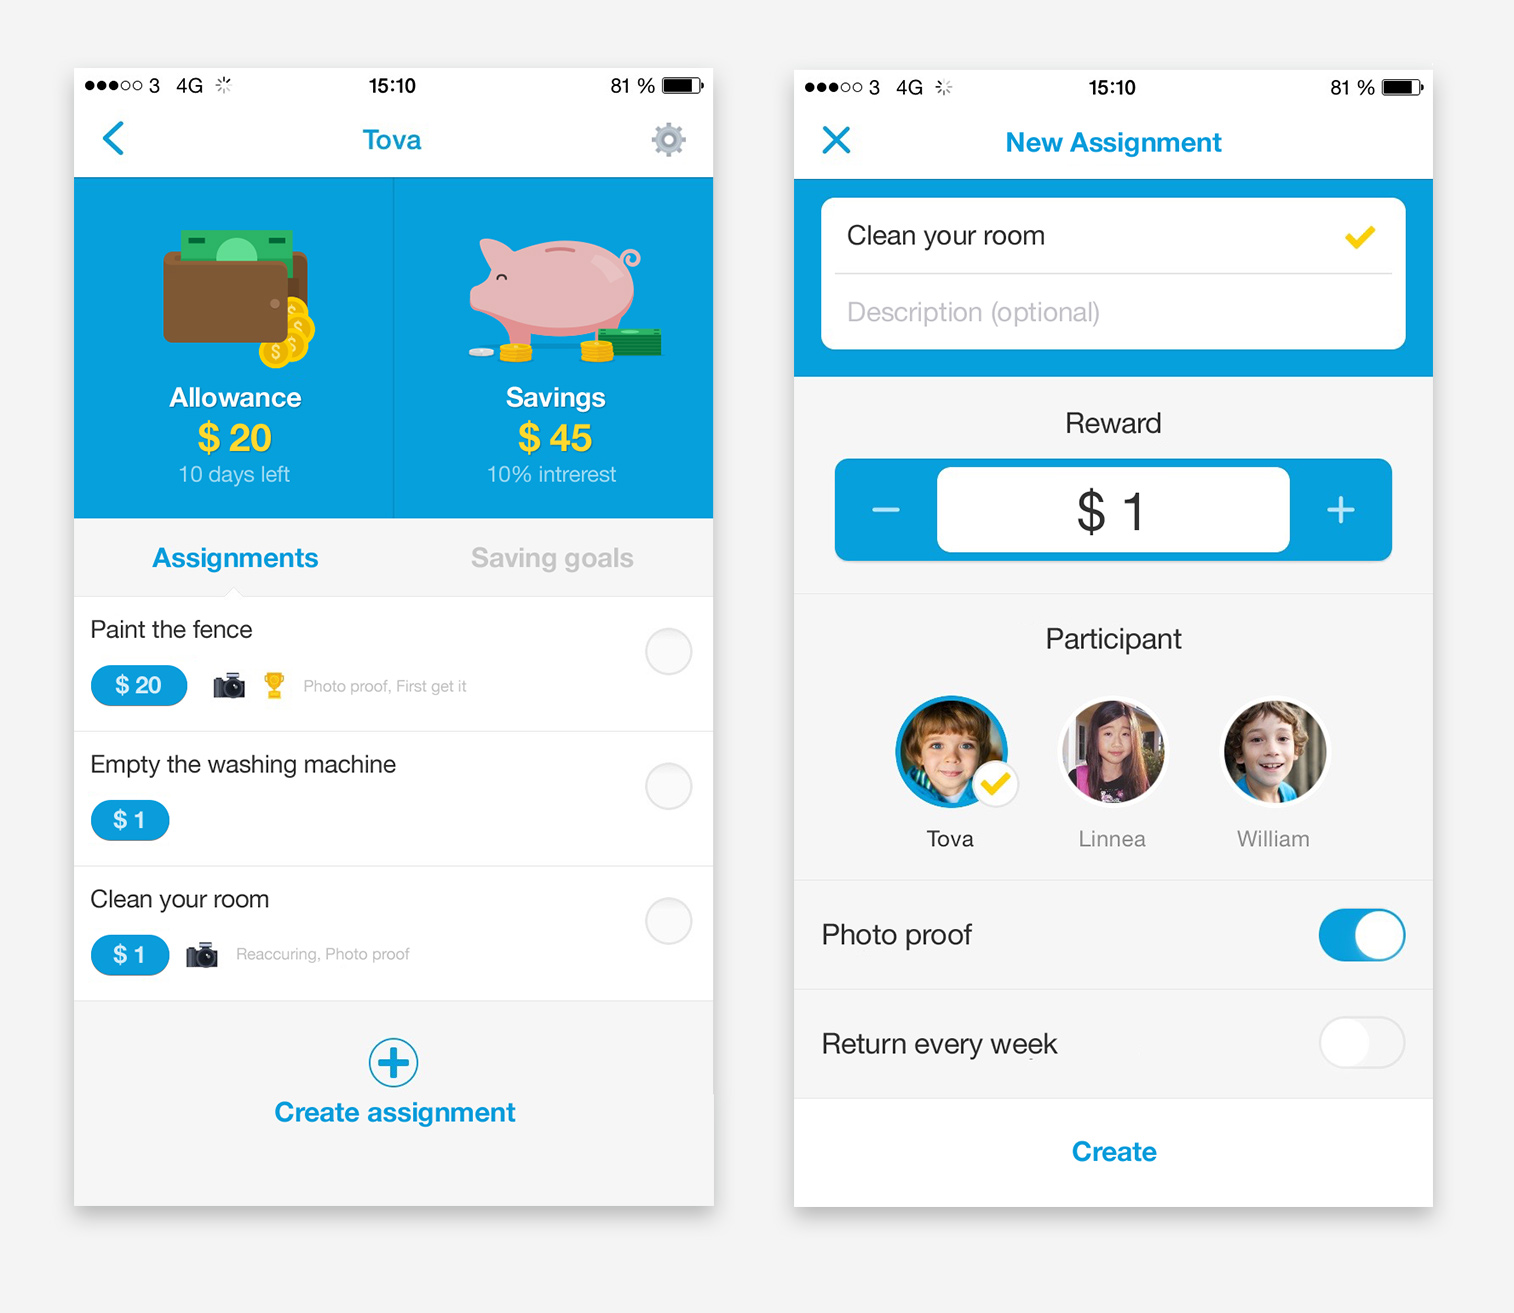 3 4G 15:10 81 %
Tova
Allowance
$ 20
10 days left
Savings
$ 45
10% intrerest
Assignments
Saving goals
Paint the fence
$ 20 Photo proof, First get it
Empty the washing machine
$ 1
Clean your room
$ 1 Reaccuring, Photo proof
Create assignment
3 4G 15:10 81 %
New Assignment
Clean your room
Description (optional)
Reward
$ 1
Participant
Tova
Linnea
William
Photo proof
Return every week
Create